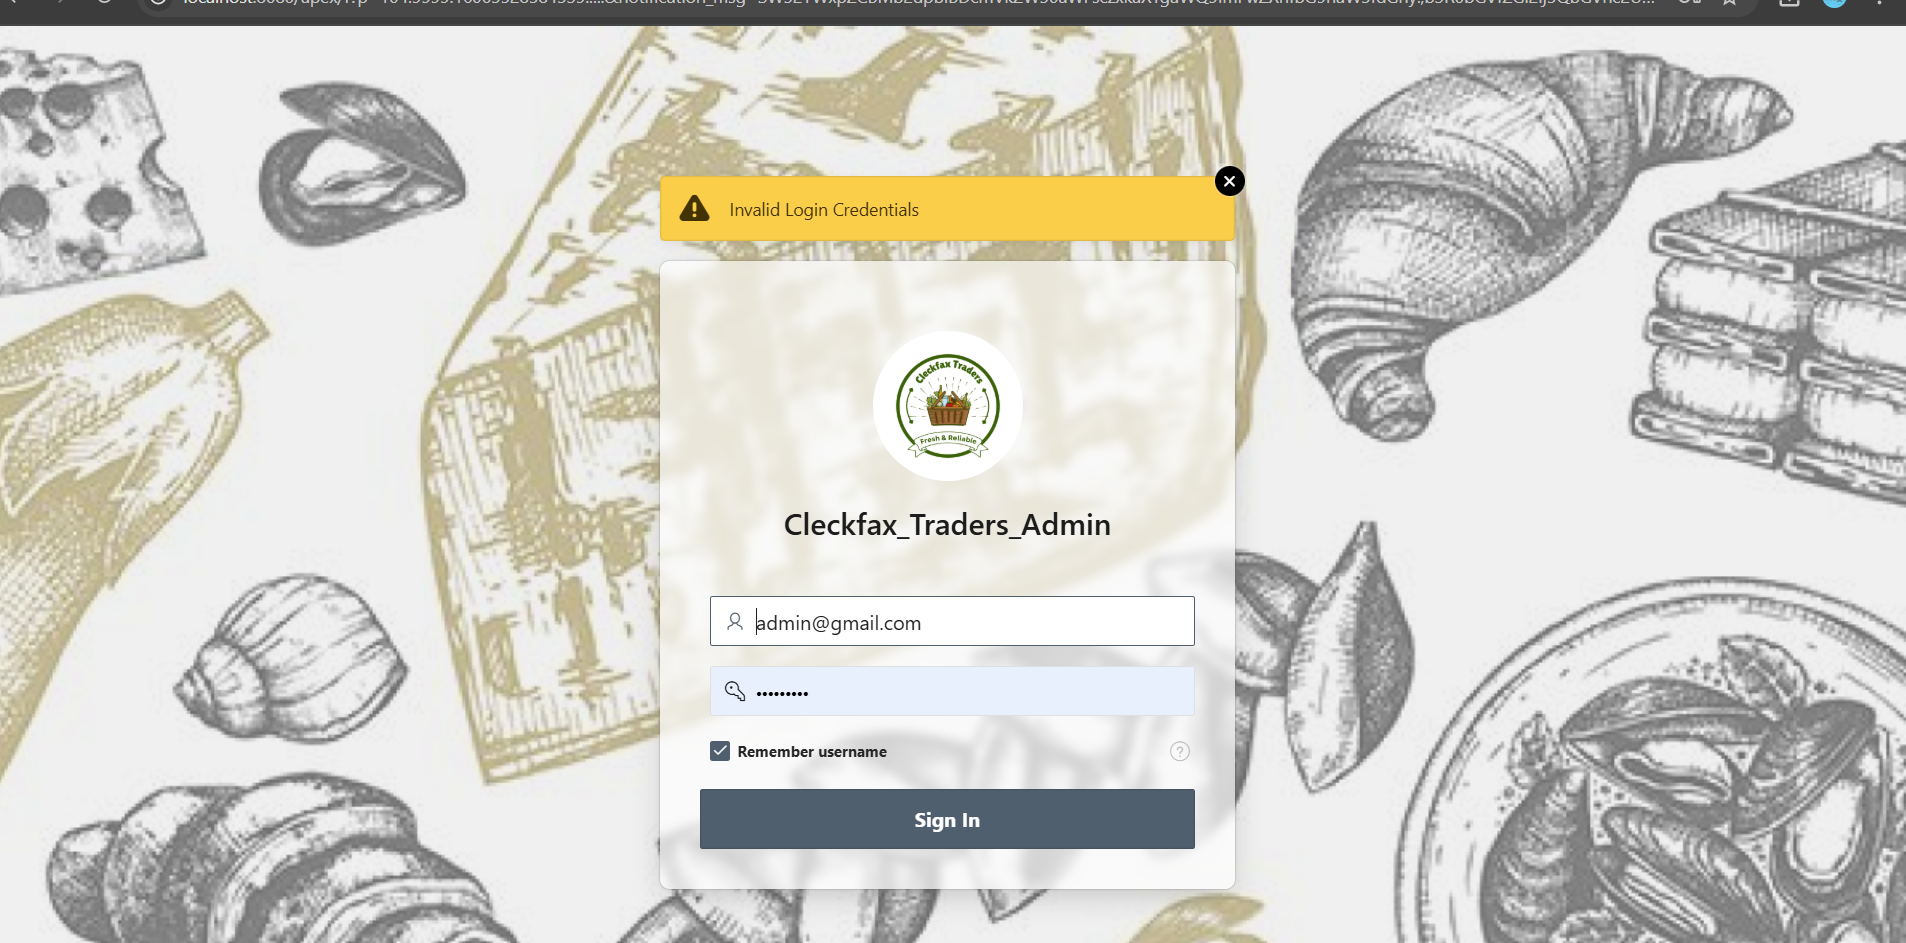 Invalid Login Credentials
Cleckfax Traders
Fresh & Reliable
Cleckfax_Traders_Admin
admin@gmail.com
Remember username
Sign In